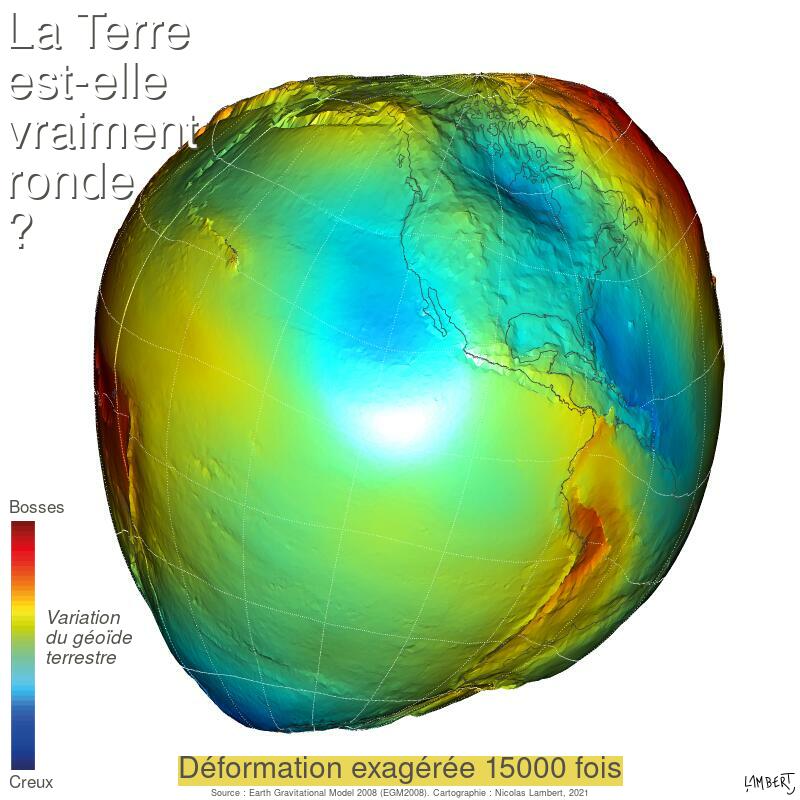 La Terre
est-elle
vraiment
ronde
?
Bosses
Variation
du géoïde
terrestre
Creux
Déformation exagérée 15000 fois
Source : Earth Gravitational Model 2008 (EGM2008). Cartographie : Nicolas Lambert, 2021
LAMBERT